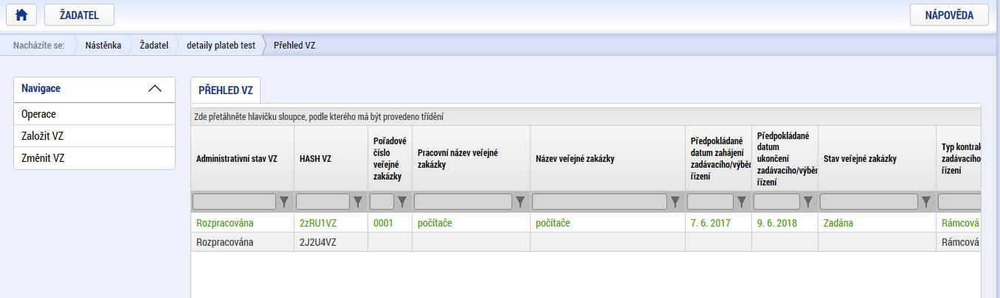 ŽADATEL
NÁPOVĚDA
Nacházíte se: Nástěnka Žadatel detaily plateb test Přehled VZ
Navigace
Operace
Založit VZ
Změnit VZ
PŘEHLED VZ
Zde přetáhněte hlavičku sloupce, podle kterého má být provedeno třídění
Administrativní stav VZ
HASH VZ
Pořadové
číslo
veřejné
zakázky
Pracovní název veřejné
zakázky
Název veřejné zakázky
Předpokládané
datum zahájení
zadávacího/výběr
řízení
Předpokládané
datum
ukončení
zadávacího/výběr
řízení
Stav veřejné zakázky
Typ kontrak
zadávacího
řízení
Rozpracována 2zRU1VZ 0001 počítače počítače 7. 6. 2017 9. 6. 2018 Zadána Rámcová
Rozpracována 2J2U4VZ Rámcová